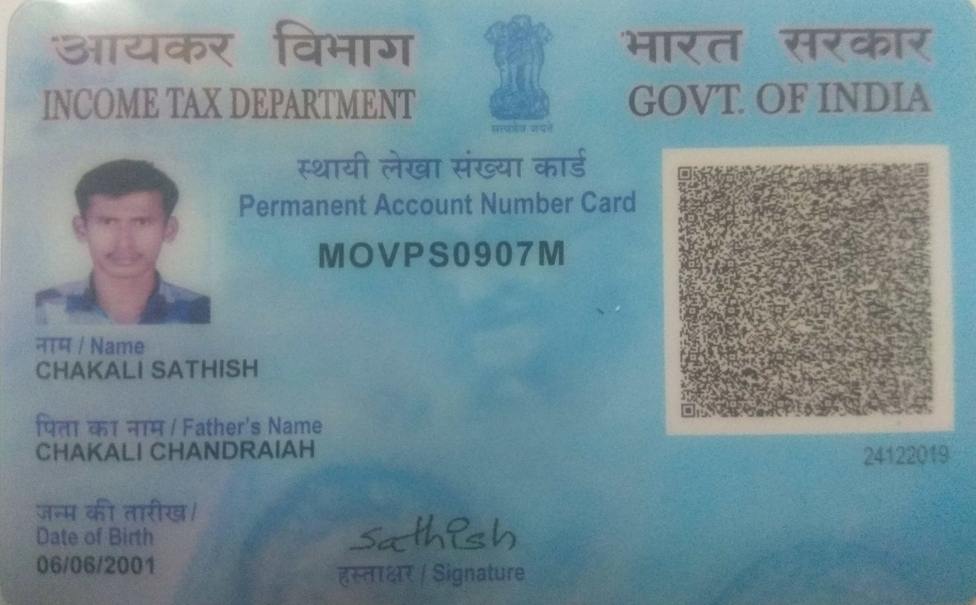 आयकर विभाग
INCOME TAX DEPARTMENT
सत्यमेव जयते
भारत सरकार
GOVT. OF INDIA
स्थायी लेखा संख्या कार्ड
Permanent Account Number Card
MOVPS0907M
नाम / Name
CHAKALI SATHISH
पिता का नाम / Father's Name
CHAKALI CHANDRAIAH
24122019
जन्म की तारीख /
Date of Birth
06/06/2001
Sathish
हस्ताक्षर / Signature